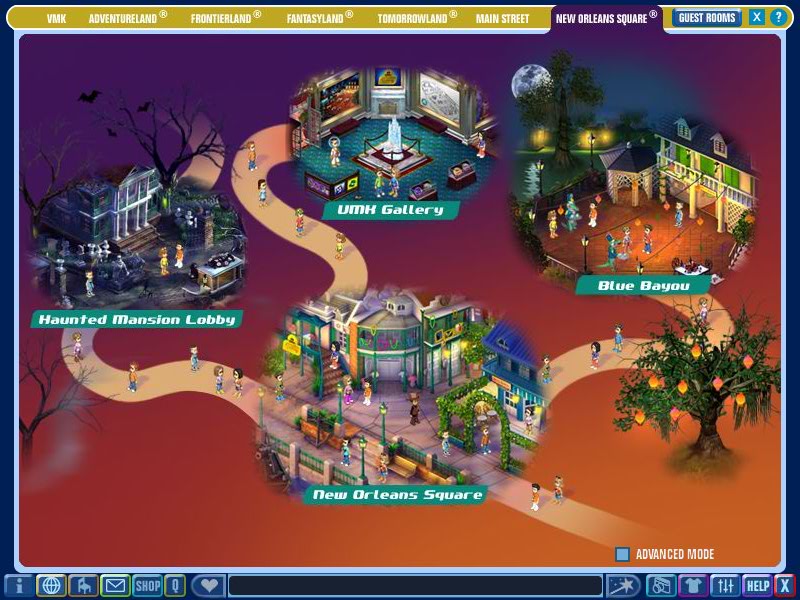 VMK ADVENTURELAND® FRONTIERLAND® FANTASYLAND® TOMORROWLAND® MAIN STREET NEW ORLEANS SQUARE® GUEST ROOMS X ?
VMK Gallery
Blue Bayou
Haunted Mansion Lobby
New Orleans Square
ADVANCED MODE
i SHOP Q HELP X